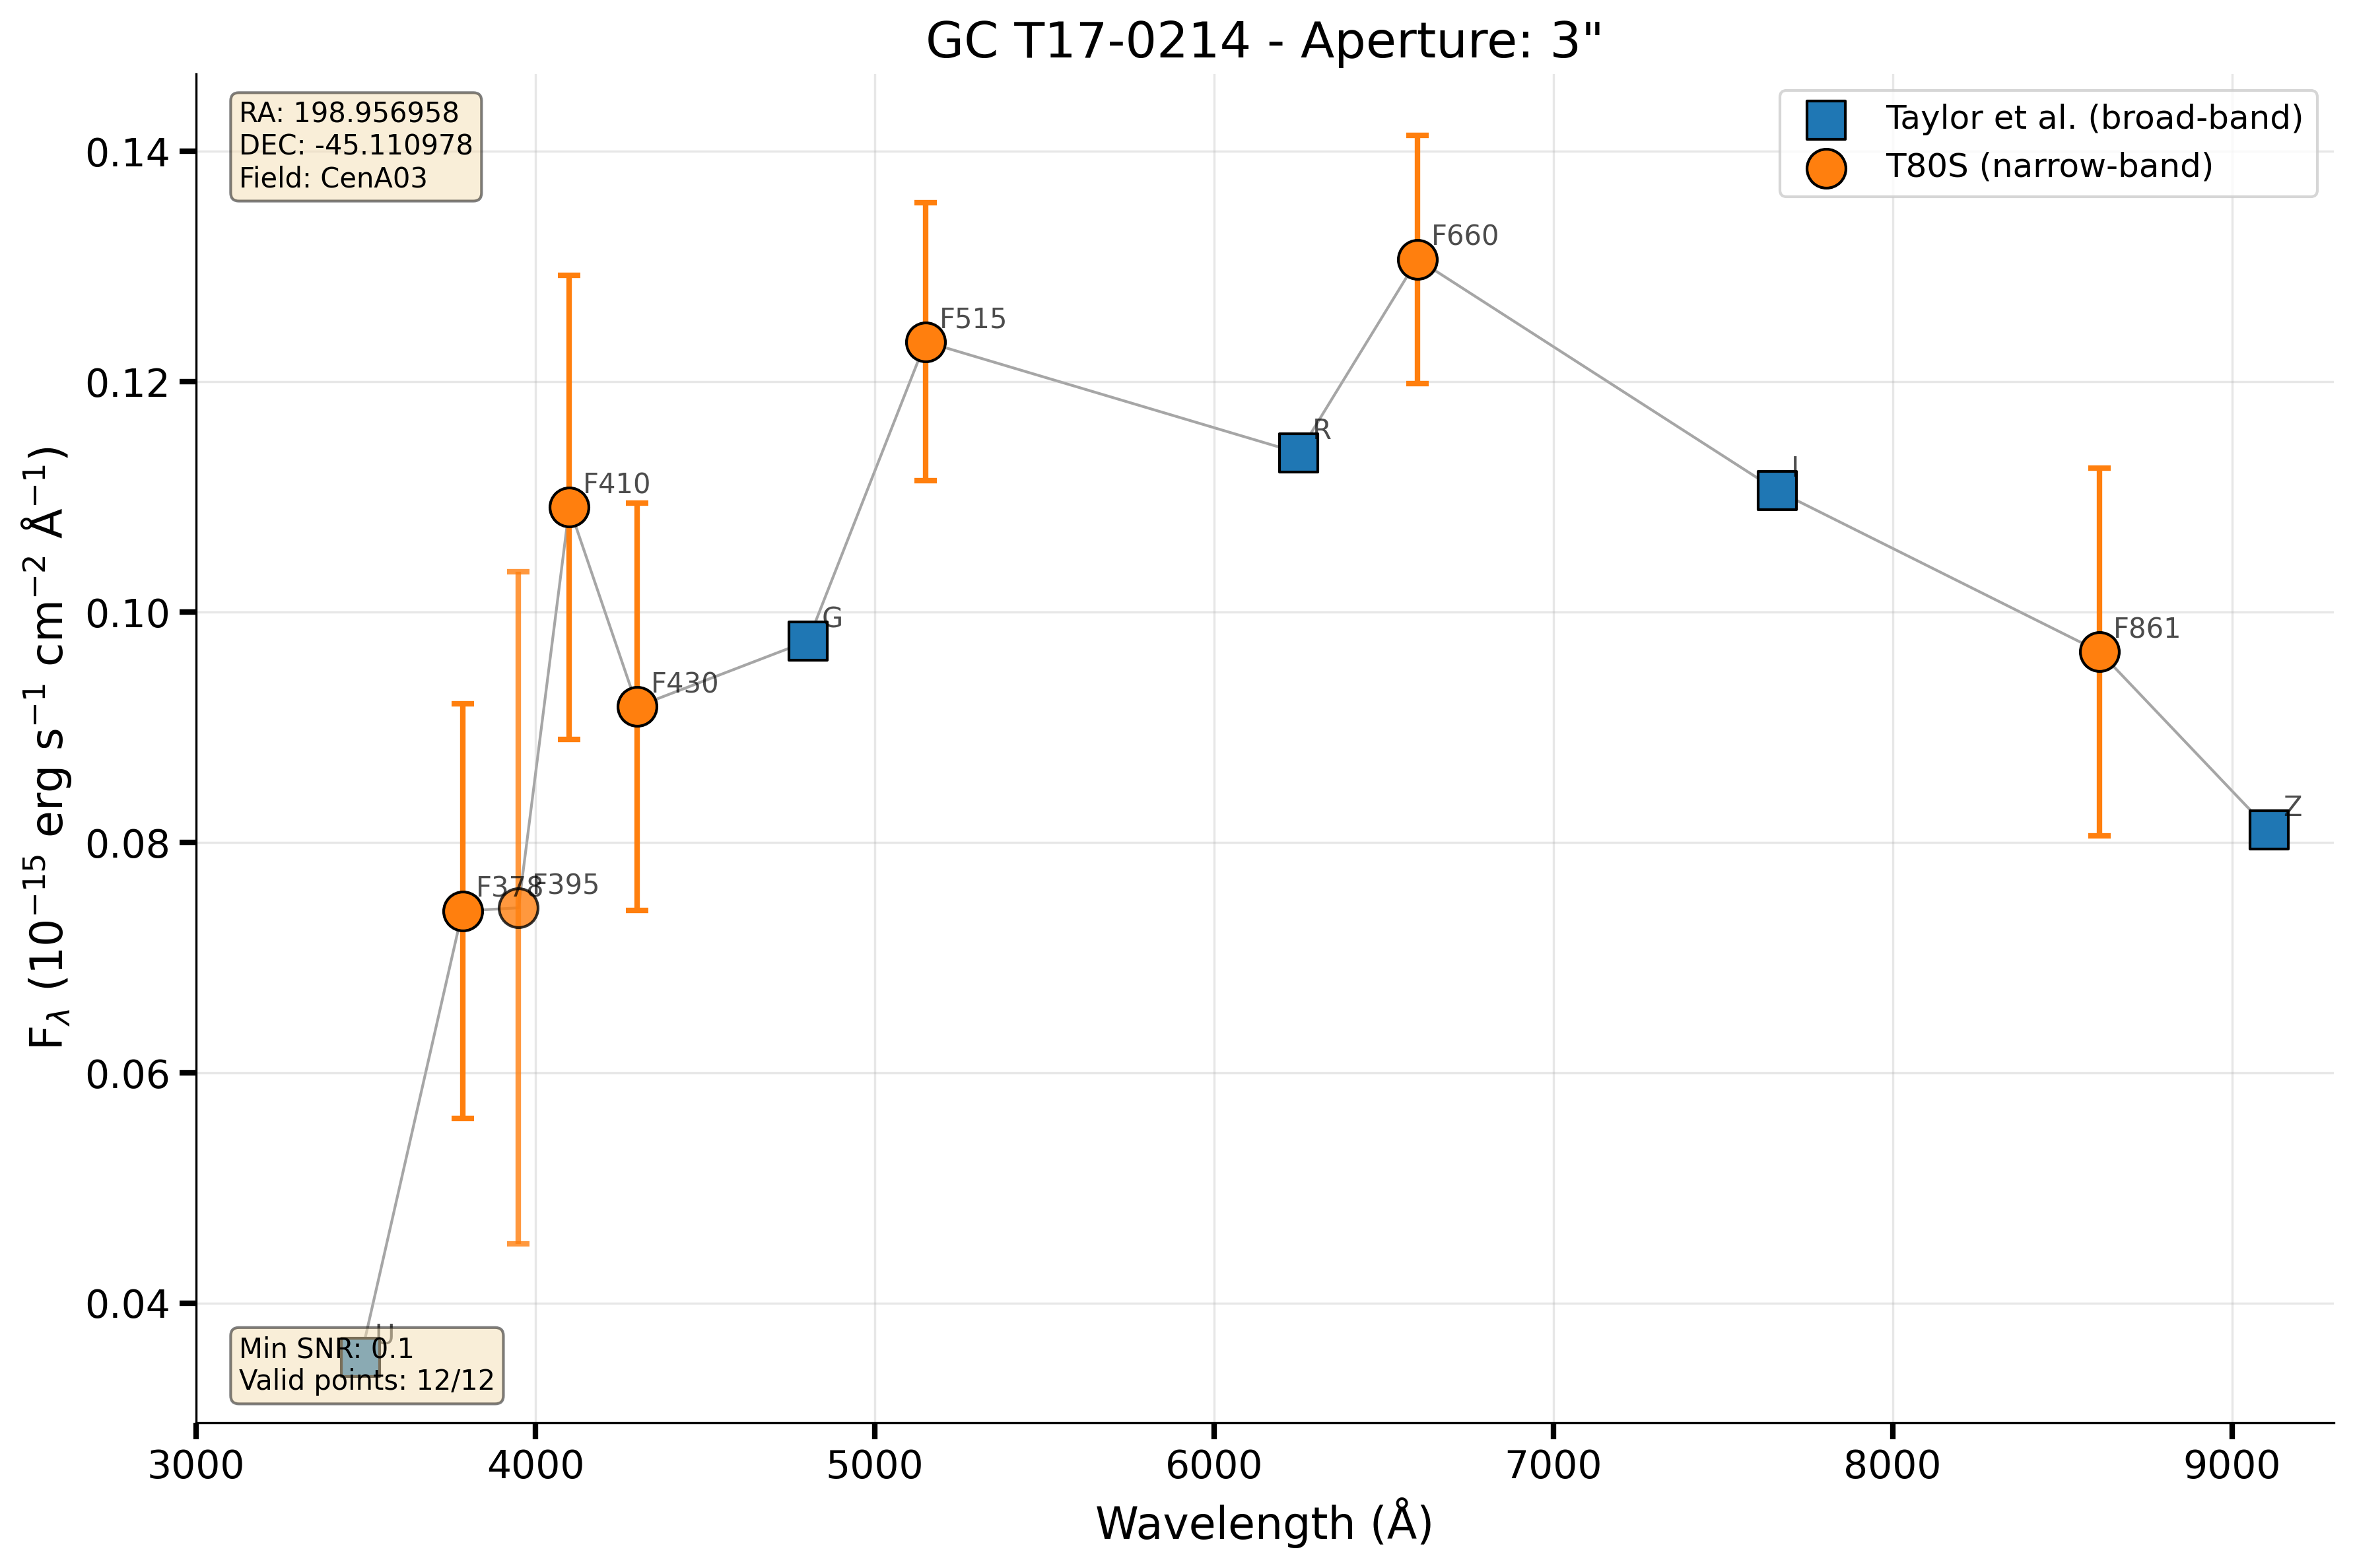 GC T17-0214 - Aperture: 3"
RA: 198.956958
DEC: -45.110978
Field: CenA03
Taylor et al. (broad-band)
T80S (narrow-band)
0.14
0.12
0.10
0.08
0.06
0.04
F_λ (10⁻¹⁵ erg s⁻¹ cm⁻² Å⁻¹)
F660
F515
R
F410
I
G
F861
F430
F378
F395
Z
U
Min SNR: 0.1
Valid points: 12/12
3000
4000
5000
6000
7000
8000
9000
Wavelength (Å)